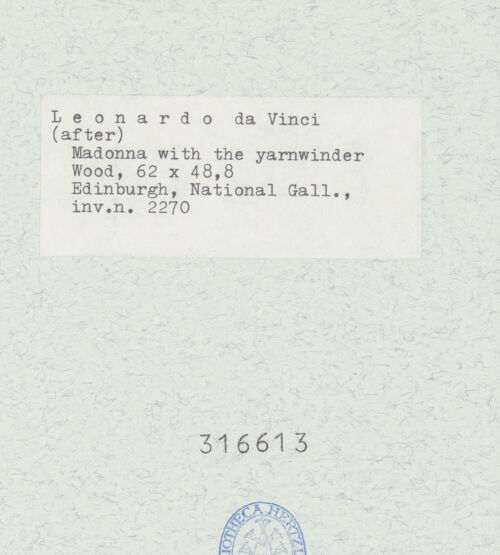 L e o n a r d o  da Vinci
(after)
Madonna with the yarnwinder
Wood, 62 x 48,8
Edinburgh, National Gall.,
inv.n. 2270
316613